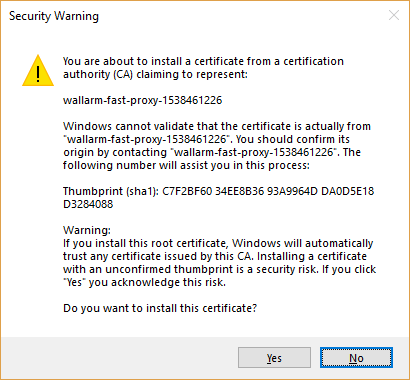 Security Warning
You are about to install a certificate from a certification
authority (CA) claiming to represent:
wallarm-fast-proxy-1538461226
Windows cannot validate that the certificate is actually from
"wallarm-fast-proxy-1538461226". You should confirm its
origin by contacting "wallarm-fast-proxy-1538461226". The
following number will assist you in this process:
Thumbprint (sha1): C7F2BF60 34EE8B36 93A9964D DA0D5E18
D3284088
Warning:
If you install this root certificate, Windows will automatically
trust any certificate issued by this CA. Installing a certificate
with an unconfirmed thumbprint is a security risk. If you click
"Yes" you acknowledge this risk.
Do you want to install this certificate?
Yes
No